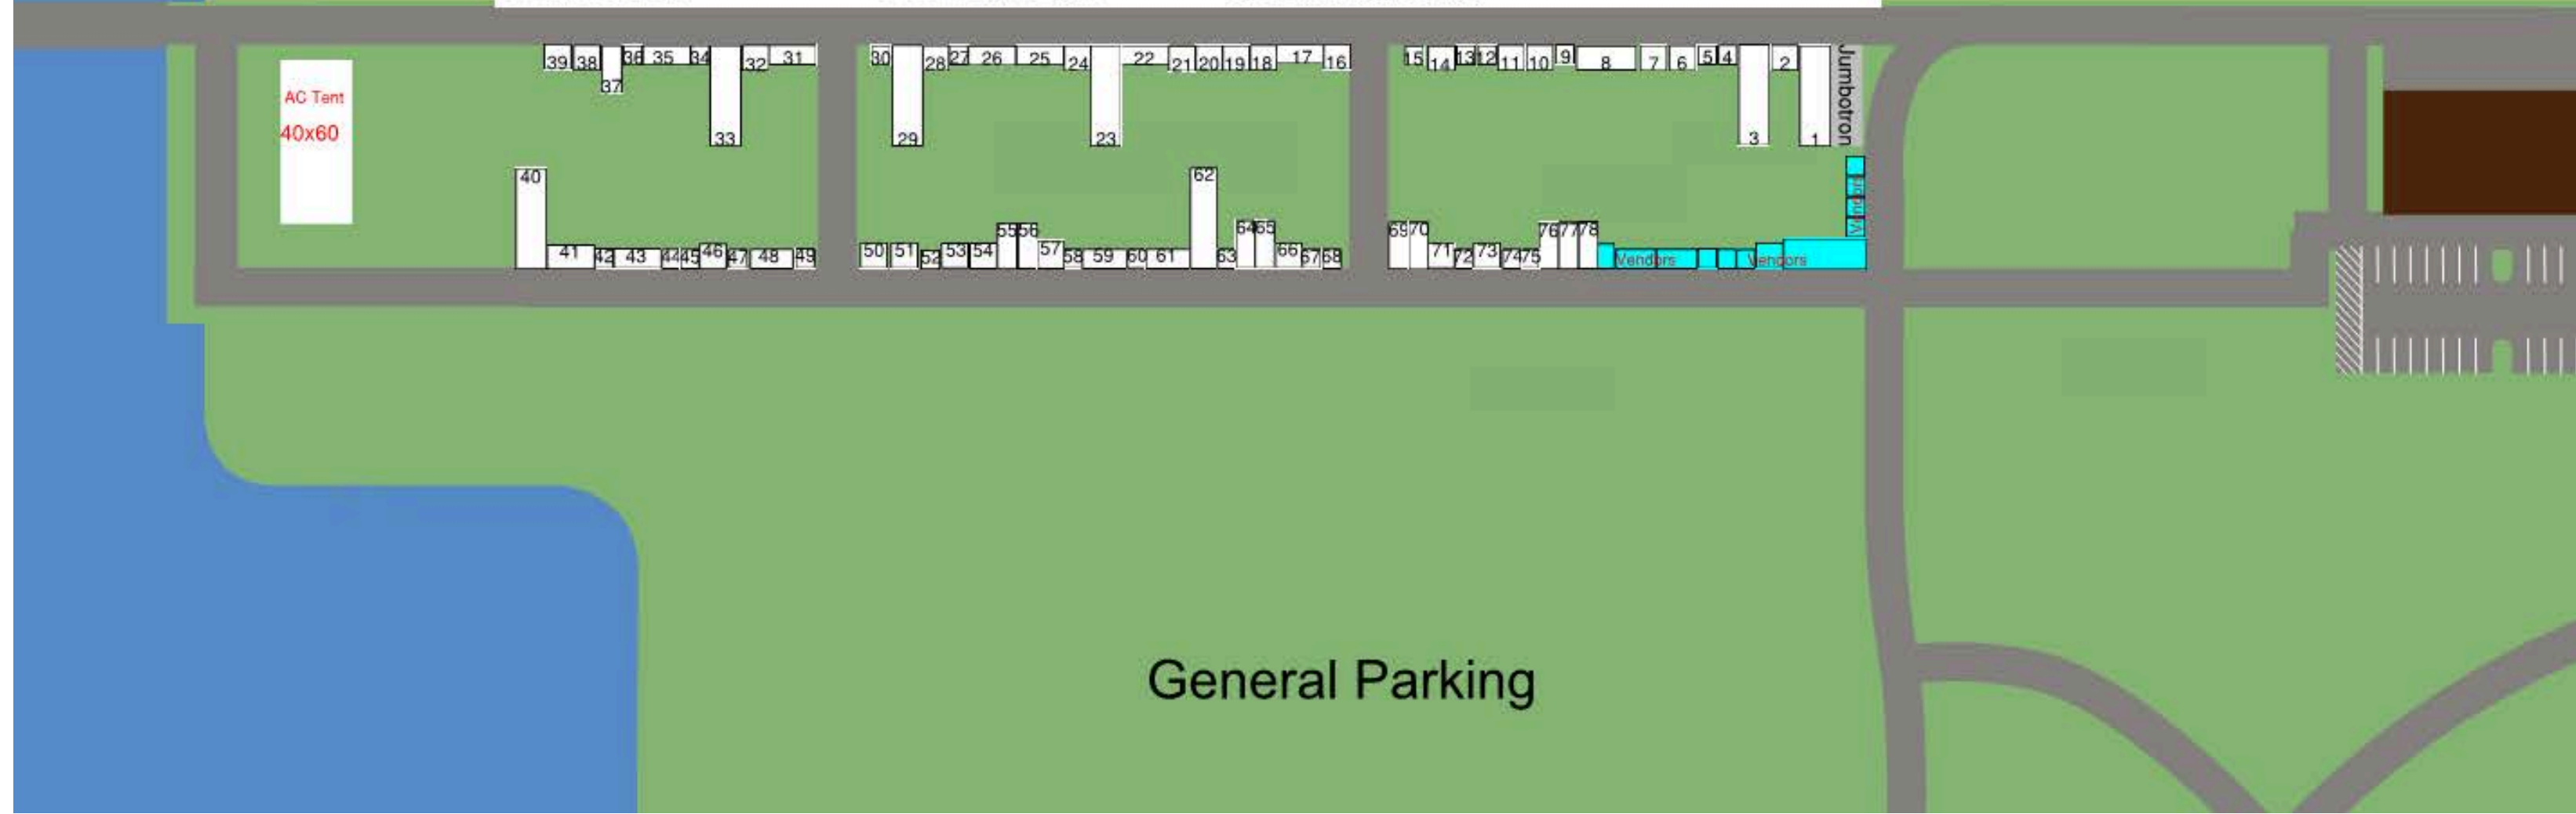 39 38 37 36 35 34 33 32 31 30 29 28 27 26 25 24 23 22 21 20 19 18 17 16 15 14 13 12 11 10 9 8 7 6 5 4 3 2 1
Jumbotron
AC Tent
40x60
40 41 42 43 44 45 46 47 48 49 50 51 52 53 54 55 56 57 58 59 60 61 62 63 64 65 66 67 68 69 70 71 72 73 74 75 76 77 78
Vendors
Vendors
Vendors
General Parking